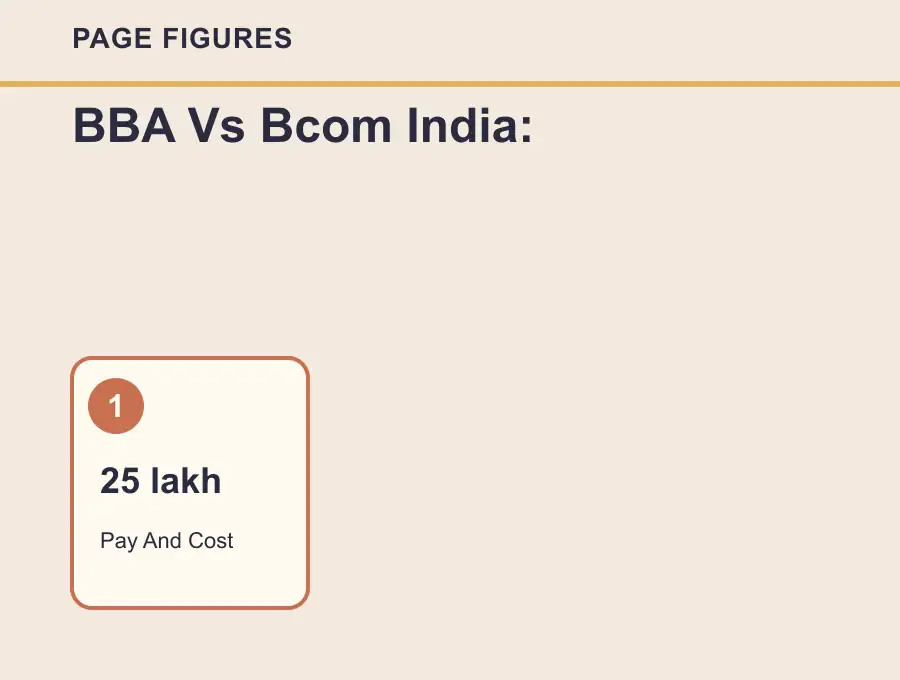 PAGE FIGURES
BBA Vs Bcom India:
1
25 lakh
Pay And Cost